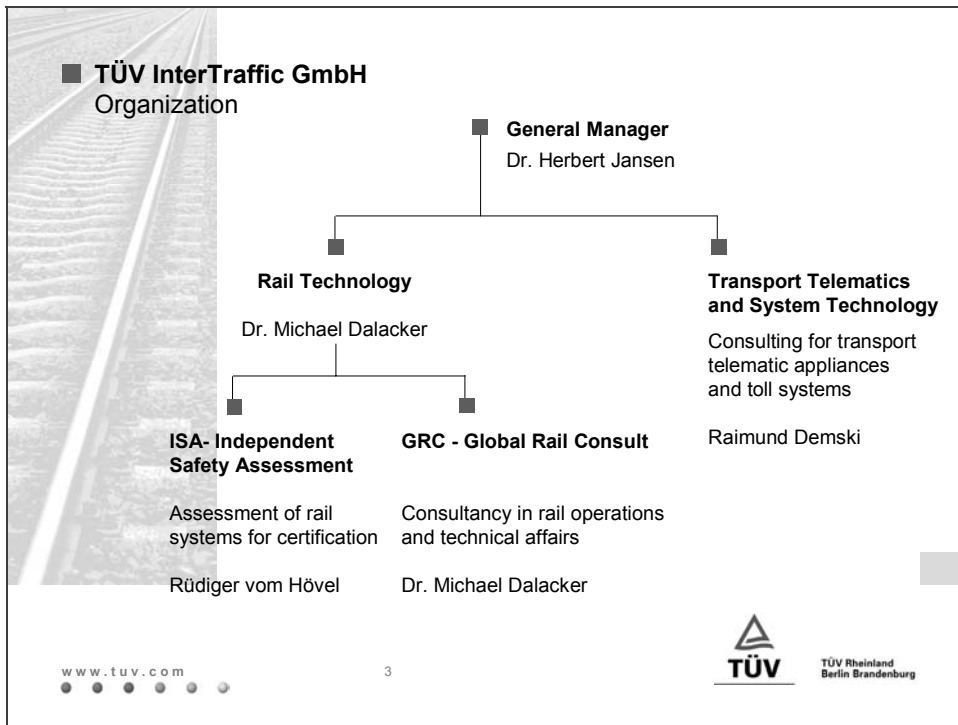 TÜV InterTraffic GmbH
Organization
General Manager
Dr. Herbert Jansen
Rail Technology
Dr. Michael Dalacker
Transport Telematics
and System Technology
Consulting for transport
telematic appliances
and toll systems
Raimund Demski
ISA- Independent
Safety Assessment
Assessment of rail
systems for certification
Rüdiger vom Hövel
GRC - Global Rail Consult
Consultancy in rail operations
and technical affairs
Dr. Michael Dalacker
www.tuv.com
3
TÜV
TÜV Rheinland
Berlin Brandenburg